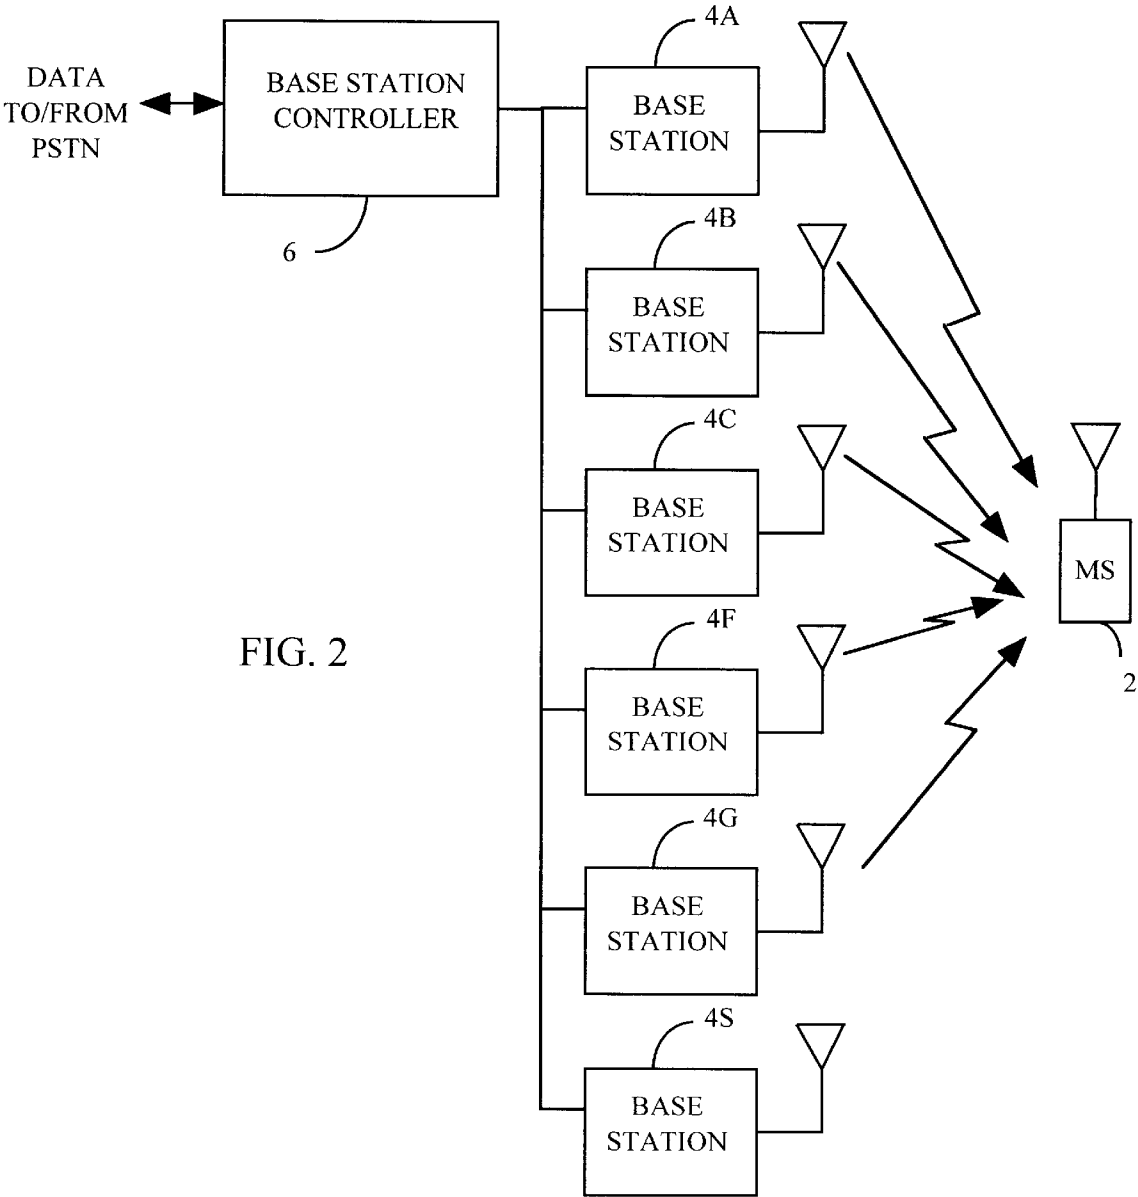 4A
DATA
TO/FROM
PSTN
BASE STATION
CONTROLLER
6
BASE
STATION
4B
BASE
STATION
4C
BASE
STATION
MS
2
4F
BASE
STATION
FIG. 2
4G
BASE
STATION
4S
BASE
STATION